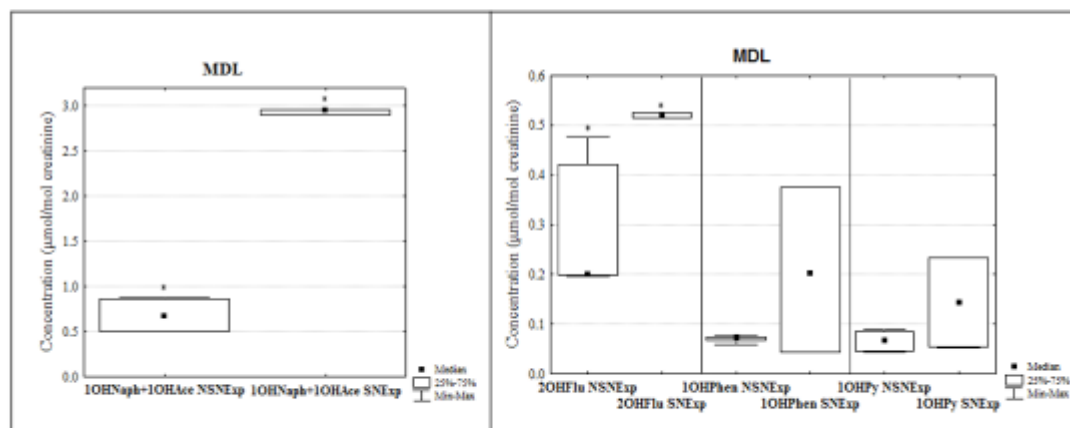 MDL
Concentration (μmol/mol creatinine)
3.0
2.5
2.0
1.5
1.0
0.5
0.0
*
*
1OHNaph+1OHAce NSNExp 1OHNaph+1OHAce SNExp
Median
25%-75%
Min-Max
MDL
Concentration (μmol/mol creatinine)
0.6
0.5
0.4
0.3
0.2
0.1
0.0
*
*
2OHFlu NSNExp 1OHPhen NSNExp 1OHPy NSNExp
2OHFlu SNExp 1OHPhen SNExp 1OHPy SNExp
Median
25%-75%
Min-Max